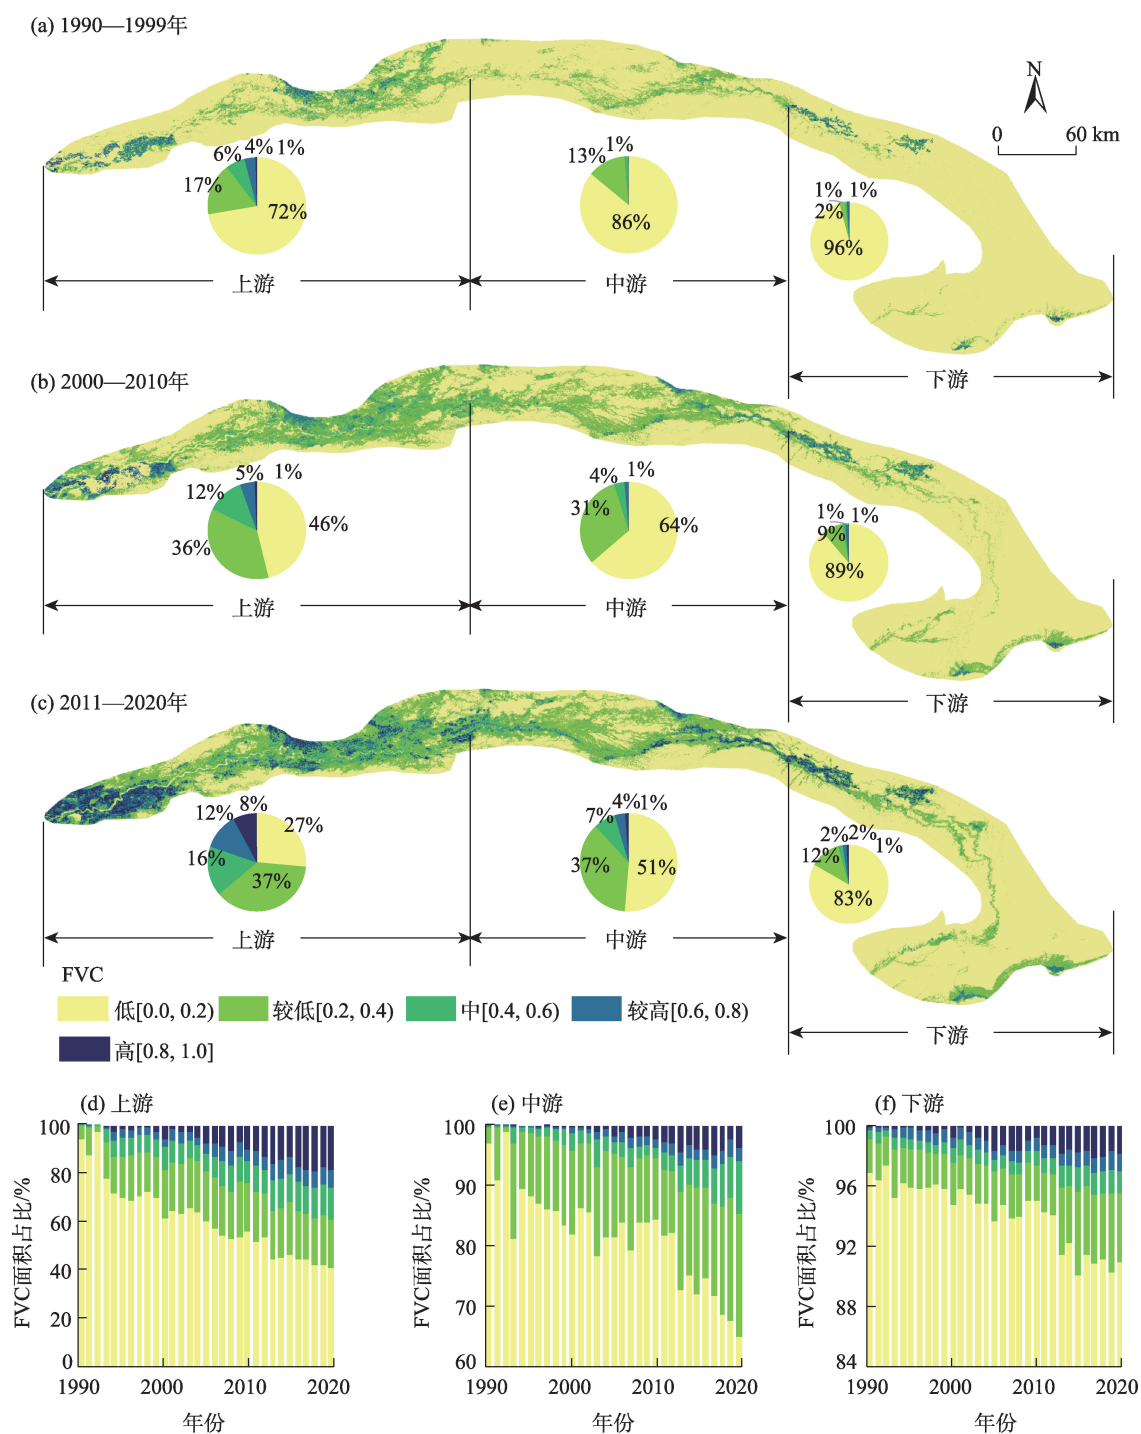 (a) 1990—1999年
N
0 60 km
6% 4% 1%
17%
72%
13% 1%
86%
1% 1%
2%
96%
上游 中游
下游
(b) 2000—2010年
5% 1%
12%
46%
36%
4% 1%
31%
64%
1% 1%
9%
89%
上游 中游
下游
(c) 2011—2020年
12% 8%
27%
16%
37%
7% 4% 1%
37%
51%
2% 2%
12% 1%
83%
上游 中游
下游
FVC
低[0.0, 0.2) 较低[0.2, 0.4) 中[0.4, 0.6) 较高[0.6, 0.8)
高[0.8, 1.0]
(d) 上游
FVC面积占比/%
100
80
60
40
20
0
1990 2000 2010 2020
年份
(e) 中游
FVC面积占比/%
100
90
80
70
60
1990 2000 2010 2020
年份
(f) 下游
FVC面积占比/%
100
96
92
88
84
1990 2000 2010 2020
年份